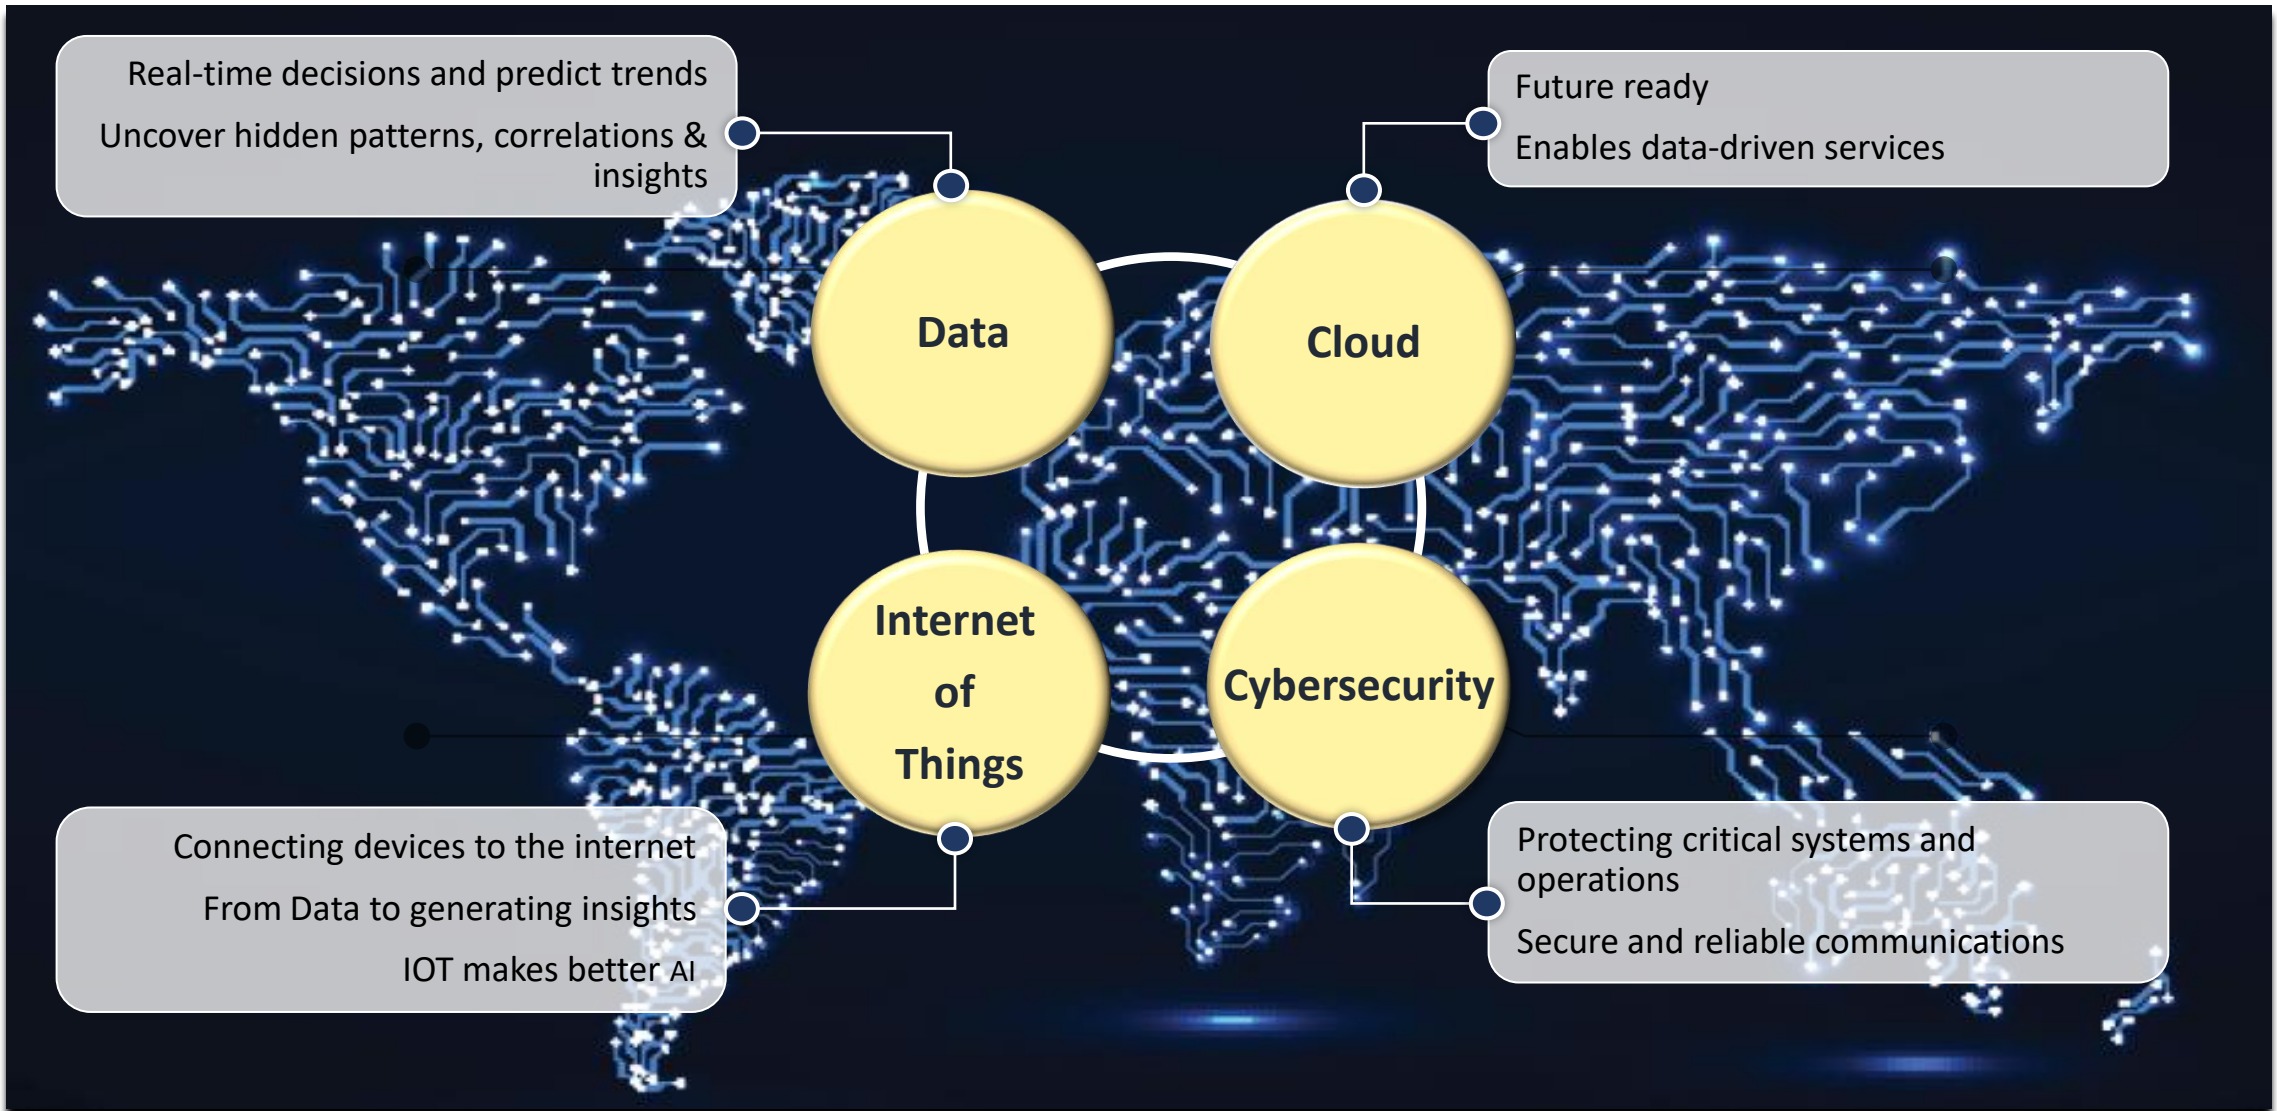 Real-time decisions and predict trends
Uncover hidden patterns, correlations &
insights
Future ready
Enables data-driven services
Data
Cloud
Internet
of
Things
Cybersecurity
Connecting devices to the internet
From Data to generating insights
IOT makes better AI
Protecting critical systems and
operations
Secure and reliable communications